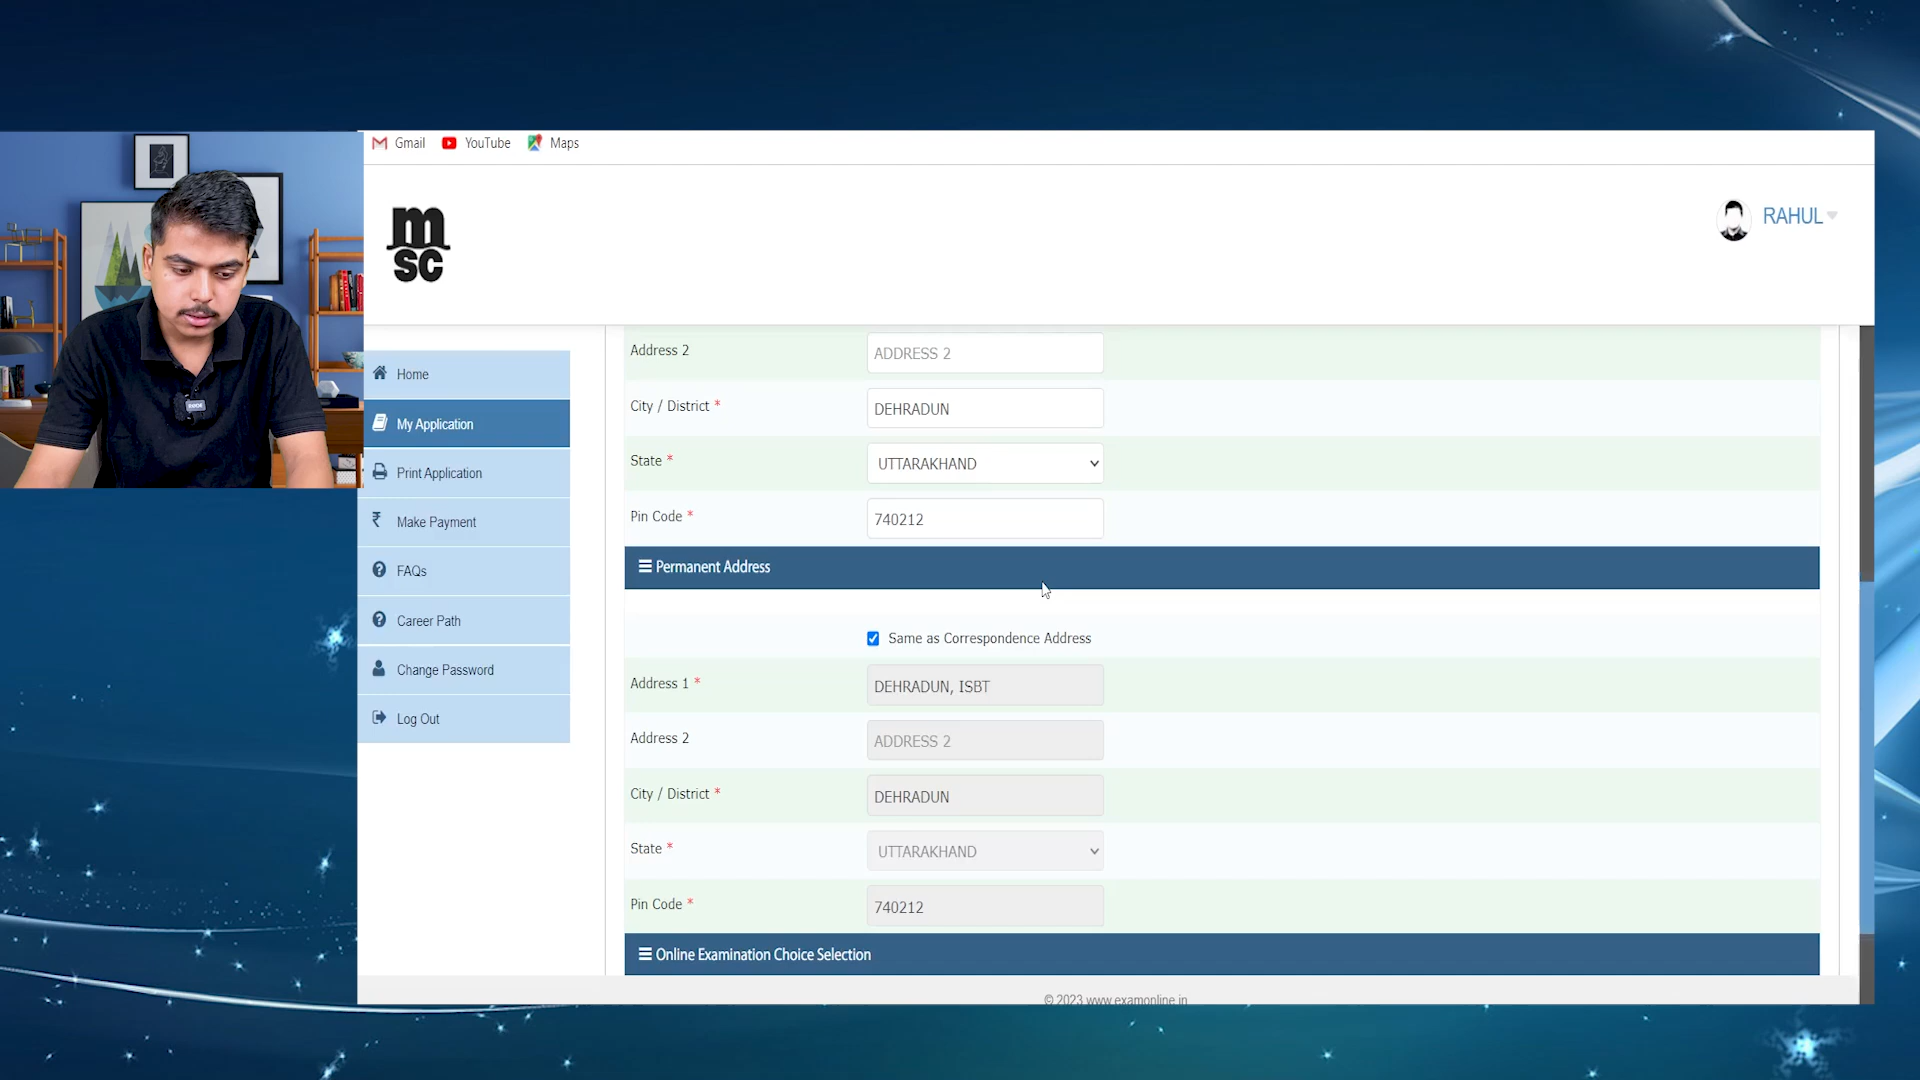 Gmail YouTube Maps
msc
RAHUL
Home
My Application
Print Application
Make Payment
FAQs
Career Path
Change Password
Log Out
Address 2 ADDRESS 2
City / District * DEHRADUN
State * UTTARAKHAND
Pin Code * 740212
Permanent Address
Same as Correspondence Address
Address 1 * DEHRADUN, ISBT
Address 2 ADDRESS 2
City / District * DEHRADUN
State * UTTARAKHAND
Pin Code * 740212
Online Examination Choice Selection
© 2023 www.examonline.in